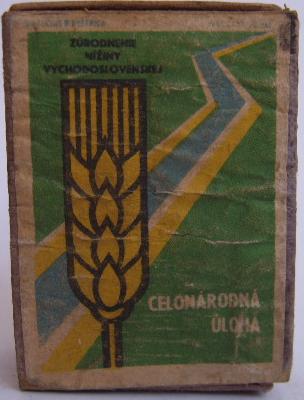 ZÚRODNENIE
NÍŽINY
VÝCHODOSLOVENSKEJ
CELONÁRODNÁ
ÚLOHA